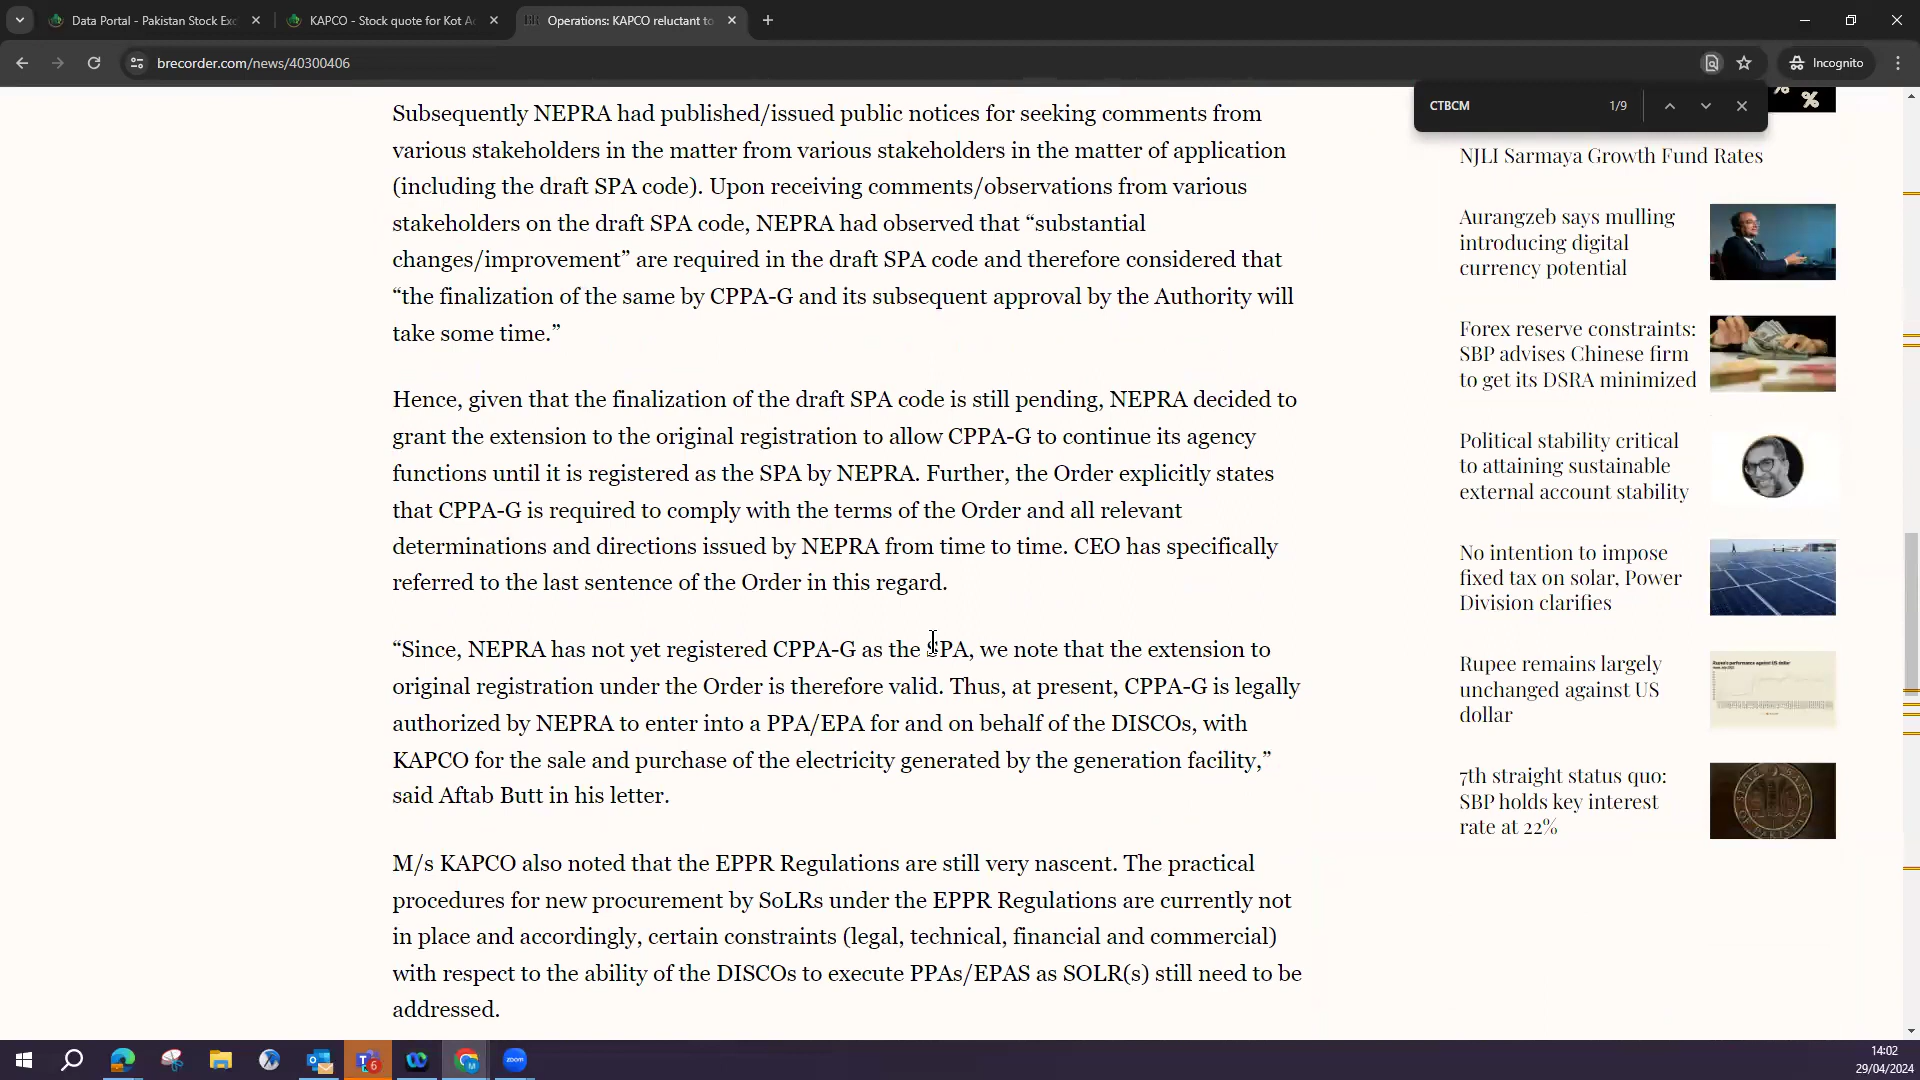 Data Portal - Pakistan Stock Exc
KAPCO - Stock quote for Kot Ac
Operations: KAPCO reluctant to
brecorder.com/news/40300406
Incognito
CTBCM
1/9
Subsequently NEPRA had published/issued public notices for seeking comments from
various stakeholders in the matter from various stakeholders in the matter of application
(including the draft SPA code). Upon receiving comments/observations from various
stakeholders on the draft SPA code, NEPRA had observed that “substantial
changes/improvement” are required in the draft SPA code and therefore considered that
“the finalization of the same by CPPA-G and its subsequent approval by the Authority will
take some time.”
Hence, given that the finalization of the draft SPA code is still pending, NEPRA decided to
grant the extension to the original registration to allow CPPA-G to continue its agency
functions until it is registered as the SPA by NEPRA. Further, the Order explicitly states
that CPPA-G is required to comply with the terms of the Order and all relevant
determinations and directions issued by NEPRA from time to time. CEO has specifically
referred to the last sentence of the Order in this regard.
“Since, NEPRA has not yet registered CPPA-G as the SPA, we note that the extension to
original registration under the Order is therefore valid. Thus, at present, CPPA-G is legally
authorized by NEPRA to enter into a PPA/EPA for and on behalf of the DISCOs, with
KAPCO for the sale and purchase of the electricity generated by the generation facility,”
said Aftab Butt in his letter.
M/s KAPCO also noted that the EPPR Regulations are still very nascent. The practical
procedures for new procurement by SoLRs under the EPPR Regulations are currently not
in place and accordingly, certain constraints (legal, technical, financial and commercial)
with respect to the ability of the DISCOs to execute PPAs/EPAS as SOLR(s) still need to be
addressed.
NJLI Sarmaya Growth Fund Rates
Aurangzeb says mulling
introducing digital
currency potential
Forex reserve constraints:
SBP advises Chinese firm
to get its DSRA minimized
Political stability critical
to attaining sustainable
external account stability
No intention to impose
fixed tax on solar, Power
Division clarifies
Rupee remains largely
unchanged against US
dollar
7th straight status quo:
SBP holds key interest
rate at 22%
6
zoom
14:02
29/04/2024